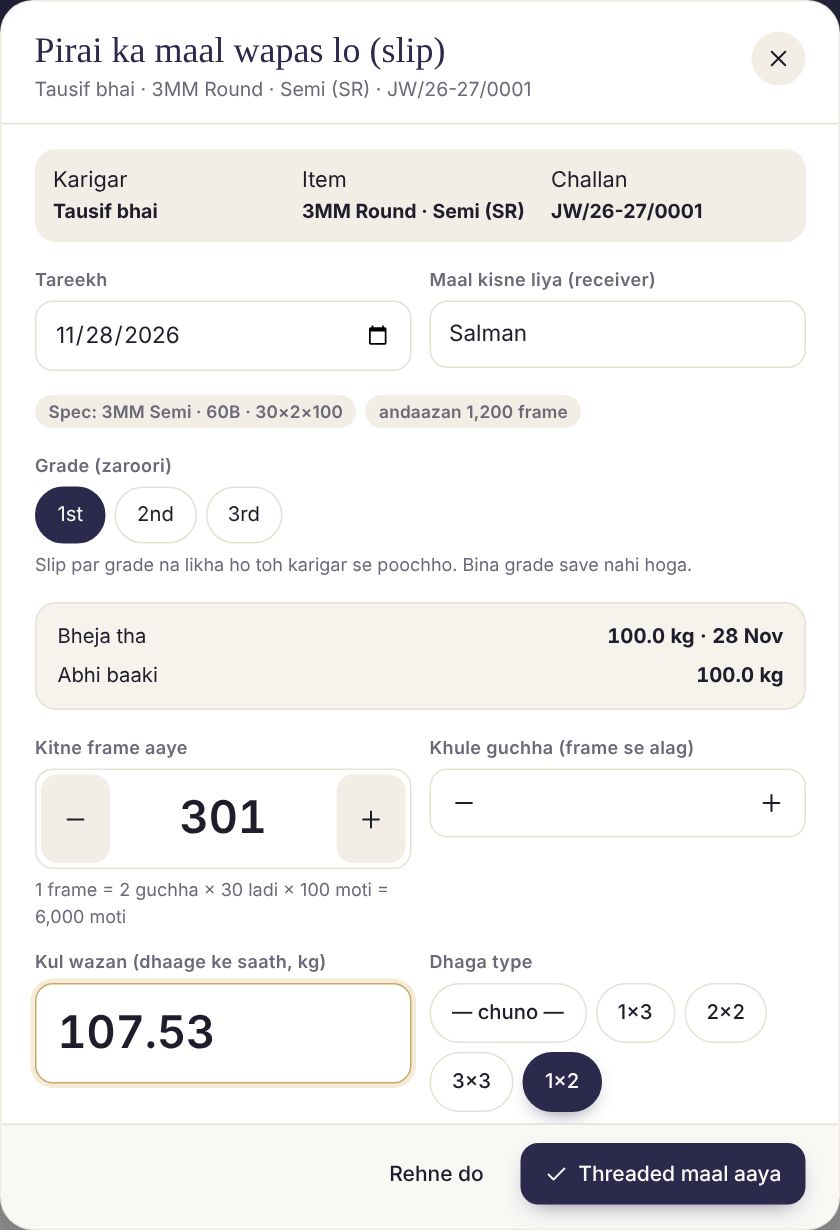 Pirai ka maal wapas lo (slip)
Tausif bhai · 3MM Round · Semi (SR) · JW/26-27/0001
Karigar
Tausif bhai
Item
3MM Round · Semi (SR)
Challan
JW/26-27/0001
Tareekh
11/28/2026
Maal kisne liya (receiver)
Salman
Spec: 3MM Semi · 60B · 30×2×100
andaazan 1,200 frame
Grade (zaroori)
1st
2nd
3rd
Slip par grade na likha ho toh karigar se poochho. Bina grade save nahi hoga.
Bheja tha
100.0 kg · 28 Nov
Abhi baaki
100.0 kg
Kitne frame aaye
− 301 +
1 frame = 2 guchha × 30 ladi × 100 moti =
6,000 moti
Khule guchha (frame se alag)
− +
Kul wazan (dhaage ke saath, kg)
107.53
Dhaga type
— chuno —
1×3
2×2
3×3
1×2
Rehne do
Threaded maal aaya